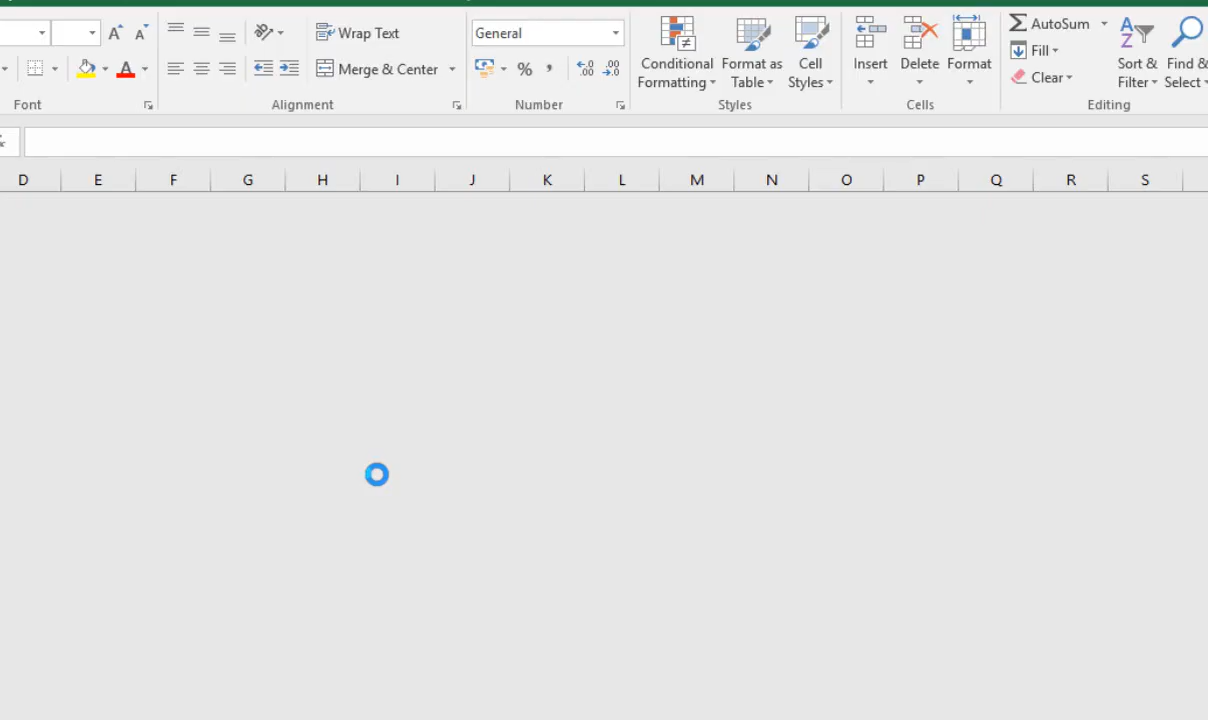 Wrap Text
General
AutoSum
Fill
Merge & Center
%
Conditional Formatting
Format as Table
Cell Styles
Insert
Delete
Format
Clear
Sort & Filter
Find & Select
Font
Alignment
Number
Styles
Cells
Editing
D E F G H I J K L M N O P Q R S